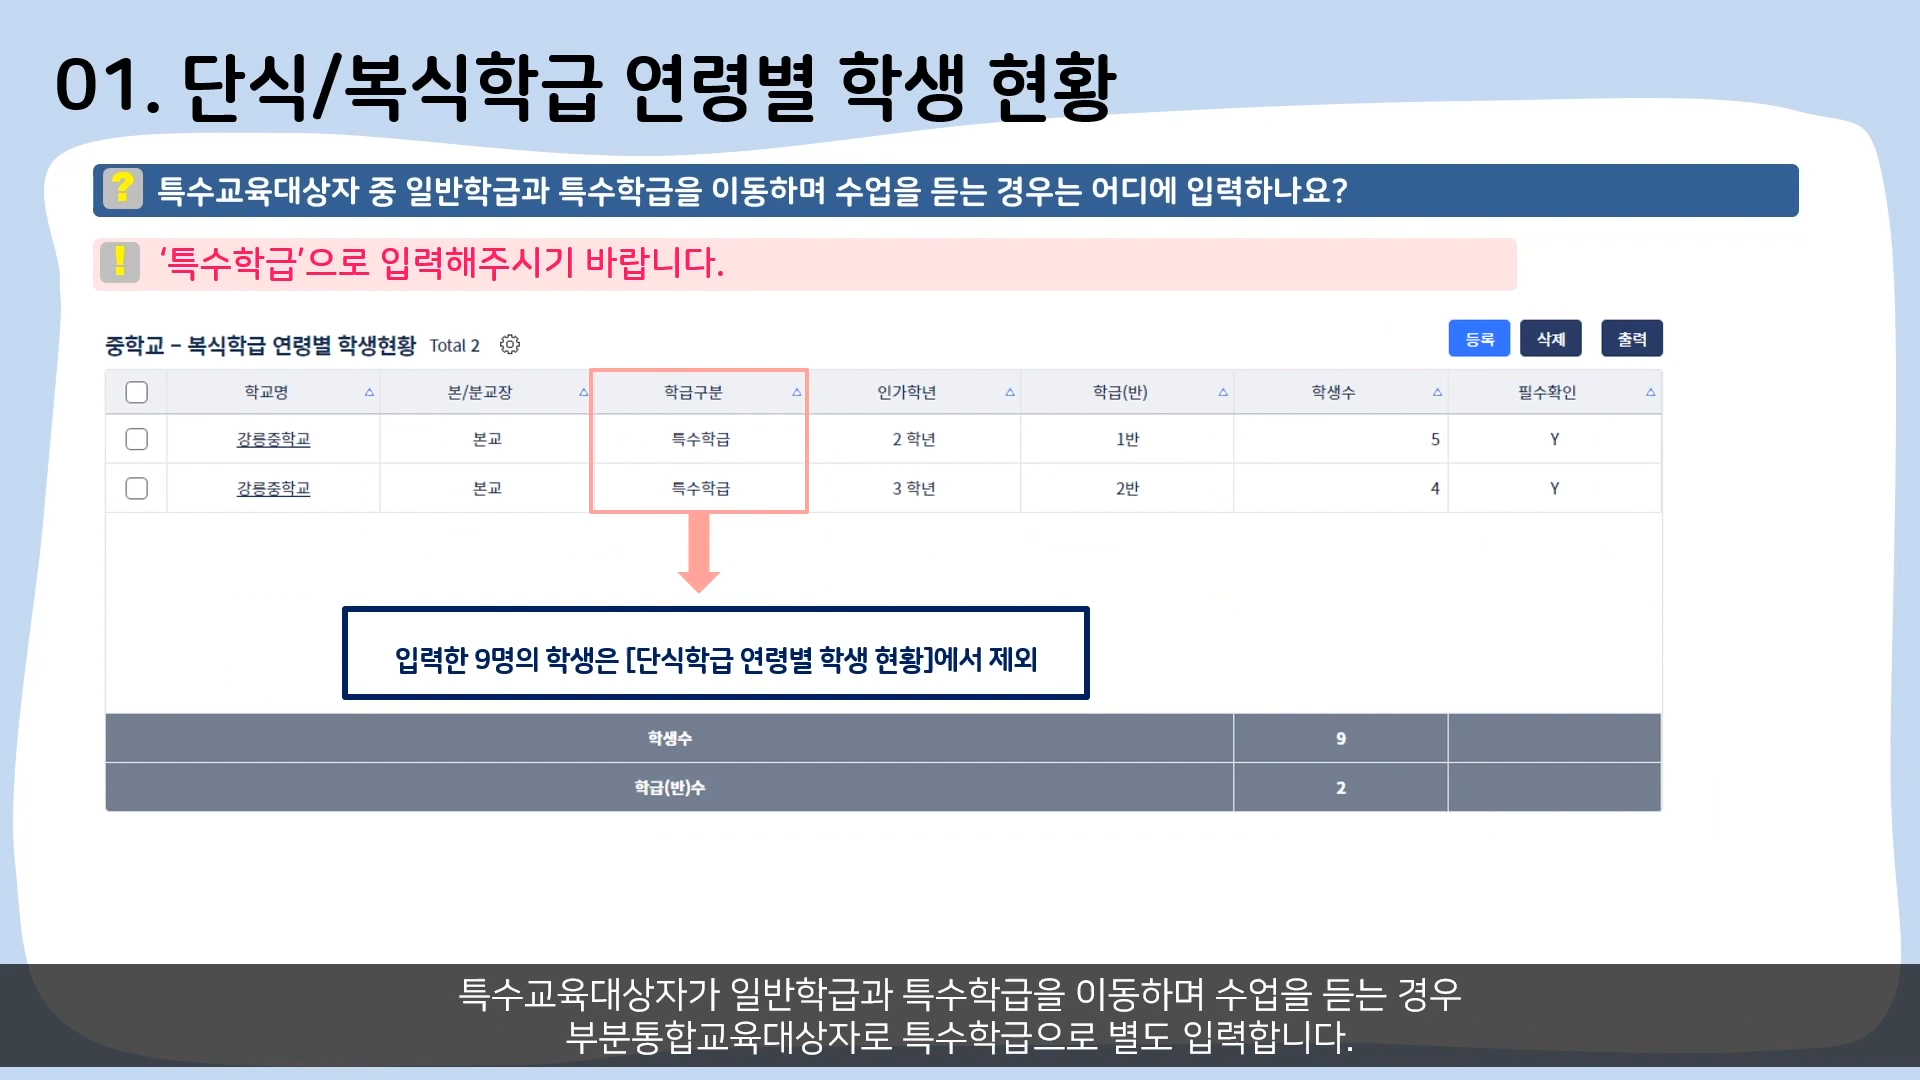 01. 단식/복식학급 연령별 학생 현황
? 특수교육대상자 중 일반학급과 특수학급을 이동하며 수업을 듣는 경우는 어디에 입력하나요?
! ‘특수학급’으로 입력해주시기 바랍니다.
중학교 – 복식학급 연령별 학생현황 Total 2
등록 삭제 출력
학교명 본/분교장 학급구분 인가학년 학급(반) 학생수 필수확인
강릉중학교 본교 특수학급 2 학년 1반 5 Y
강릉중학교 본교 특수학급 3 학년 2반 4 Y
입력한 9명의 학생은 [단식학급 연령별 학생 현황]에서 제외
학생수 9
학급(반)수 2
특수교육대상자가 일반학급과 특수학급을 이동하며 수업을 듣는 경우
부분통합교육대상자로 특수학급으로 별도 입력합니다.